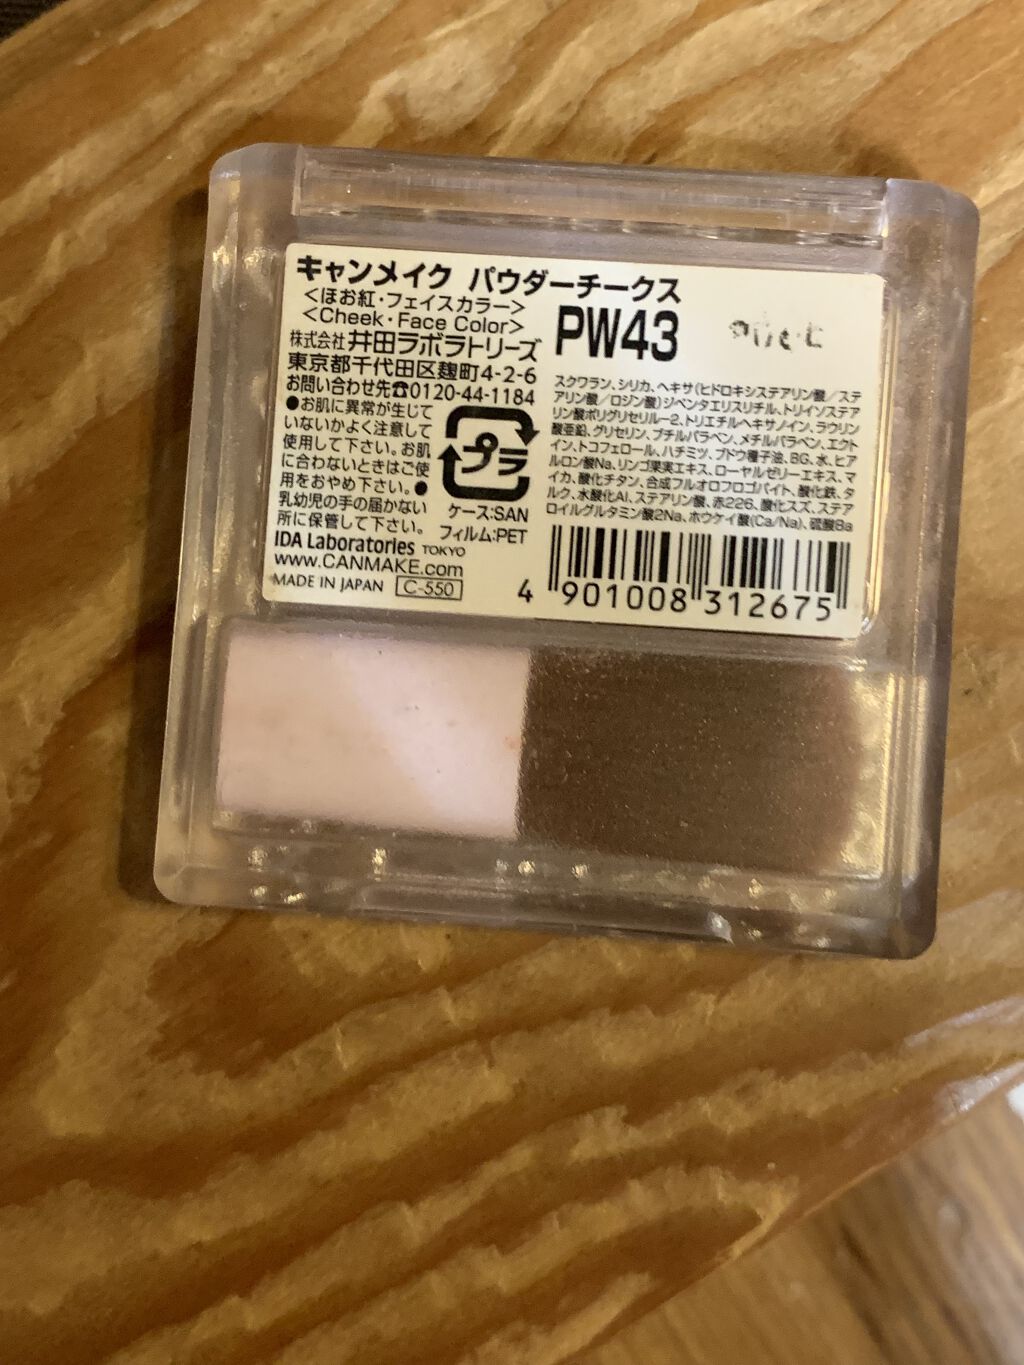 キャンメイク パウダーチークス
<ほお紅・フェイスカラー>
<Cheek・Face Color>
PW43
株式会社 井田ラボラトリーズ
東京都千代田区麹町4-2-6
お問い合わせ先☎0120-44-1184
●お肌に異常が生じて
いないかよく注意して
使用して下さい。お肌
に合わないときはご使
用をおやめ下さい。●
乳幼児の手の届かない
所に保管して下さい。
プラ
ケース:SAN
フィルム:PET
IDA Laboratories TOKYO
www.CANMAKE.com
MADE IN JAPAN C-550
スクワラン、シリカ、ヘキサ(ヒドロキシステアリン酸/ステ
アリン酸/ロジン酸)ジペンタエリスリチル、トリイソステア
リン酸ポリグリセリル-2、トリエチルヘキサノイン、ラウリン
酸亜鉛、グリセリン、ブチルパラベン、メチルパラベン、エクト
イン、トコフェロール、ハチミツ、ブドウ種子油、BG、水、ヒア
ルロン酸Na、リンゴ果実エキス、ローヤルゼリーエキス、マ
イカ、酸化チタン、合成フルオロフロゴパイト、酸化鉄、タ
ルク、水酸化Al、ステアリン酸、赤226、酸化スズ、ステア
ロイルグルタミン酸2Na、ホウケイ酸(Ca/Na)、硫酸Ba
4 901008 312675